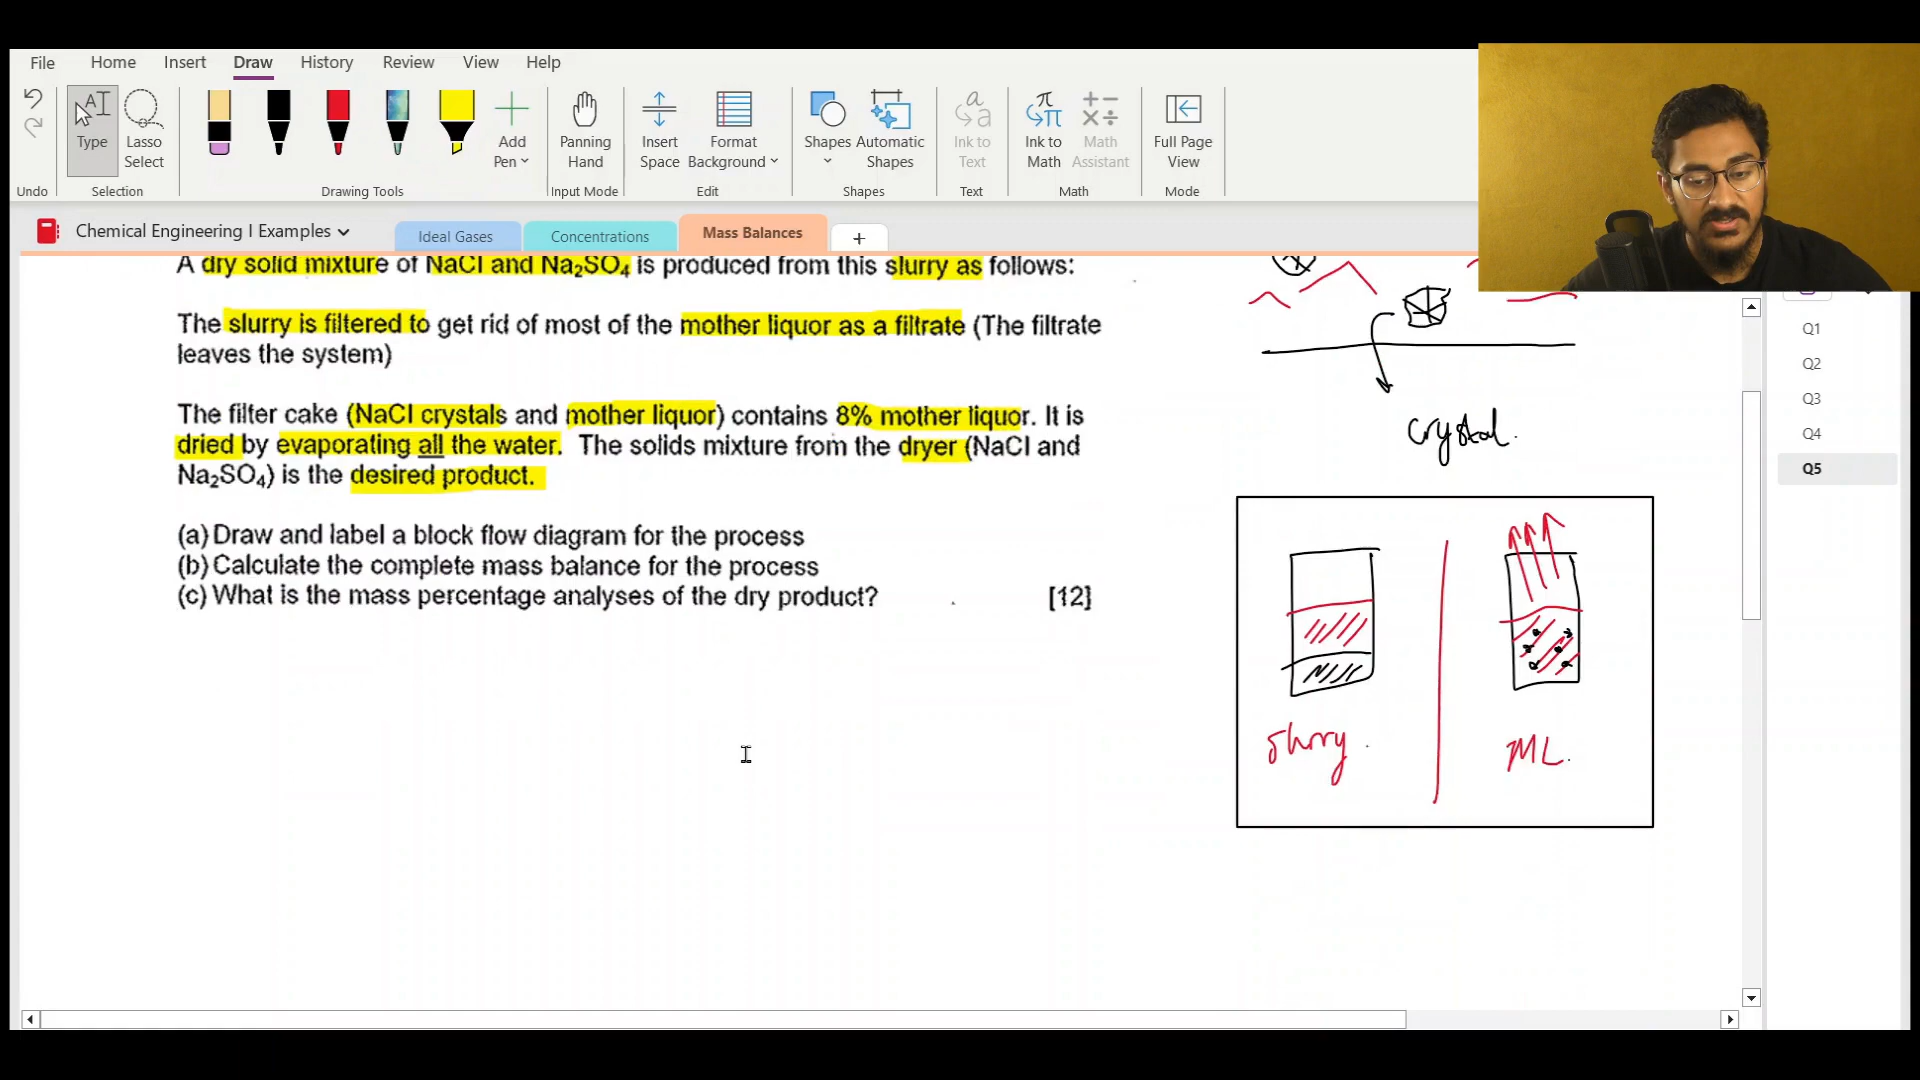 File Home Insert Draw History Review View Help
Type
Lasso Select
Add Pen
Panning Hand
Insert Space
Format Background
Shapes
Automatic Shapes
Ink to Text
Ink to Math
Math Assistant
Full Page View
Undo Selection Drawing Tools Input Mode Edit Shapes Text Math Mode
Chemical Engineering I Examples Ideal Gases Concentrations Mass Balances +
A dry solid mixture of NaCl and Na₂SO₄ is produced from this slurry as follows:
The slurry is filtered to get rid of most of the mother liquor as a filtrate (The filtrate
leaves the system)
The filter cake (NaCl crystals and mother liquor) contains 8% mother liquor. It is
dried by evaporating all the water. The solids mixture from the dryer (NaCl and
Na₂SO₄) is the desired product.
(a) Draw and label a block flow diagram for the process
(b) Calculate the complete mass balance for the process
(c) What is the mass percentage analyses of the dry product? [12]
crystal.
slurry.
ML.
Q1
Q2
Q3
Q4
Q5